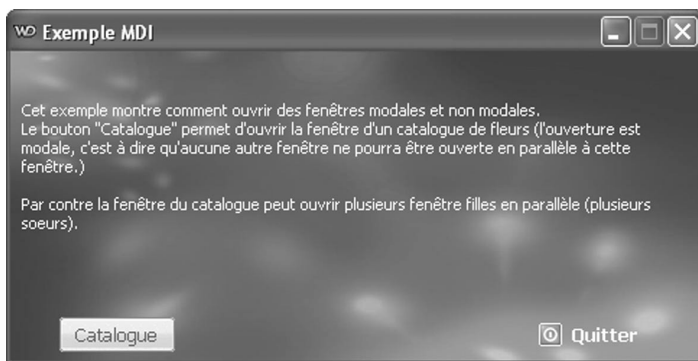 WD Exemple MDI
Cet exemple montre comment ouvrir des fenêtres modales et non modales.
Le bouton "Catalogue" permet d'ouvrir la fenêtre d'un catalogue de fleurs (l'ouverture est
modale, c'est à dire qu'aucune autre fenêtre ne pourra être ouverte en parallèle à cette
fenêtre.)
Par contre la fenêtre du catalogue peut ouvrir plusieurs fenêtre filles en parallèle (plusieurs
soeurs).
Catalogue
Quitter